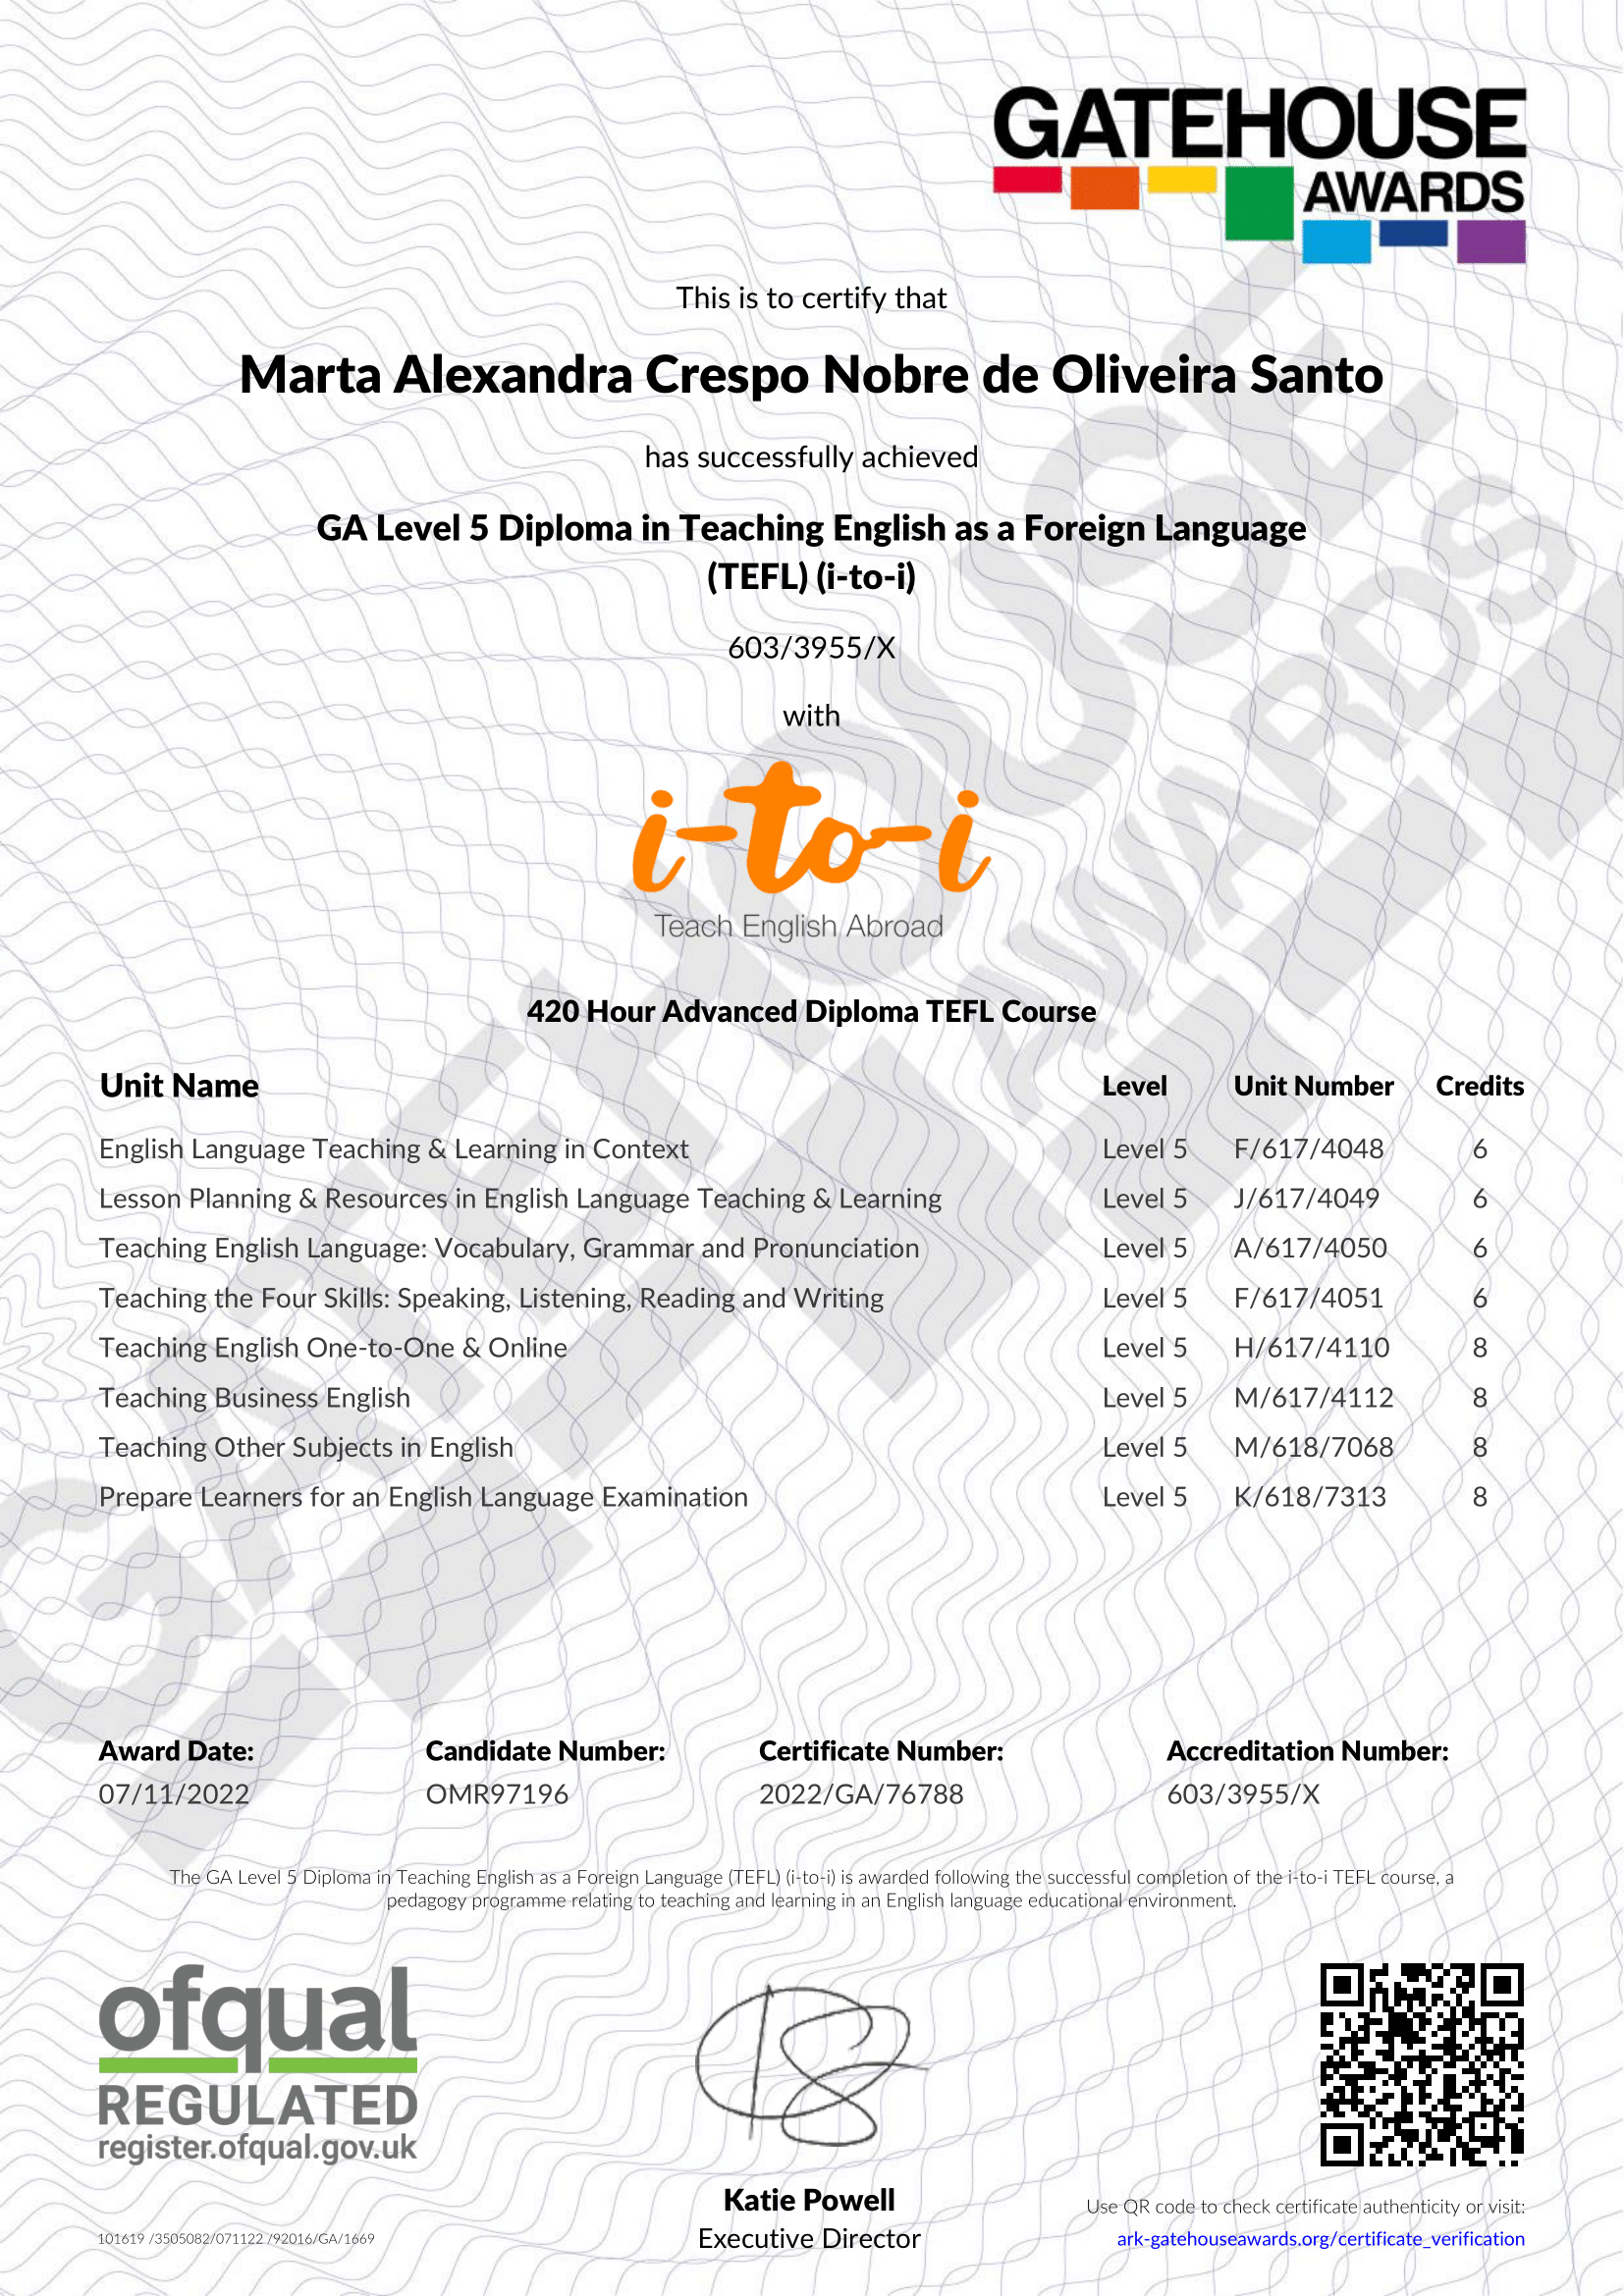 GATEHOUSE
AWARDS
This is to certify that
Marta Alexandra Crespo Nobre de Oliveira Santo
has successfully achieved
GA Level 5 Diploma in Teaching English as a Foreign Language
(TEFL) (i-to-i)
603/3955/X
with
i-to-i
Teach English Abroad
420 Hour Advanced Diploma TEFL Course
Unit Name Level Unit Number Credits
English Language Teaching & Learning in Context Level 5 F/617/4048 6
Lesson Planning & Resources in English Language Teaching & Learning Level 5 J/617/4049 6
Teaching English Language: Vocabulary, Grammar and Pronunciation Level 5 A/617/4050 6
Teaching the Four Skills: Speaking, Listening, Reading and Writing Level 5 F/617/4051 6
Teaching English One-to-One & Online Level 5 H/617/4110 8
Teaching Business English Level 5 M/617/4112 8
Teaching Other Subjects in English Level 5 M/618/7068 8
Prepare Learners for an English Language Examination Level 5 K/618/7313 8
GATEHOUSE
AWARDS
Award Date: Candidate Number: Certificate Number: Accreditation Number:
07/11/2022 OMR97196 2022/GA/76788 603/3955/X
The GA Level 5 Diploma in Teaching English as a Foreign Language (TEFL) (i-to-i) is awarded following the successful completion of the i-to-i TEFL course, a
pedagogy programme relating to teaching and learning in an English language educational environment.
ofqual
REGULATED
register.ofqual.gov.uk
Katie Powell
Executive Director
Use QR code to check certificate authenticity or visit:
ark-gatehouseawards.org/certificate_verification
101619 /3505082/071122 /92016/GA/1669